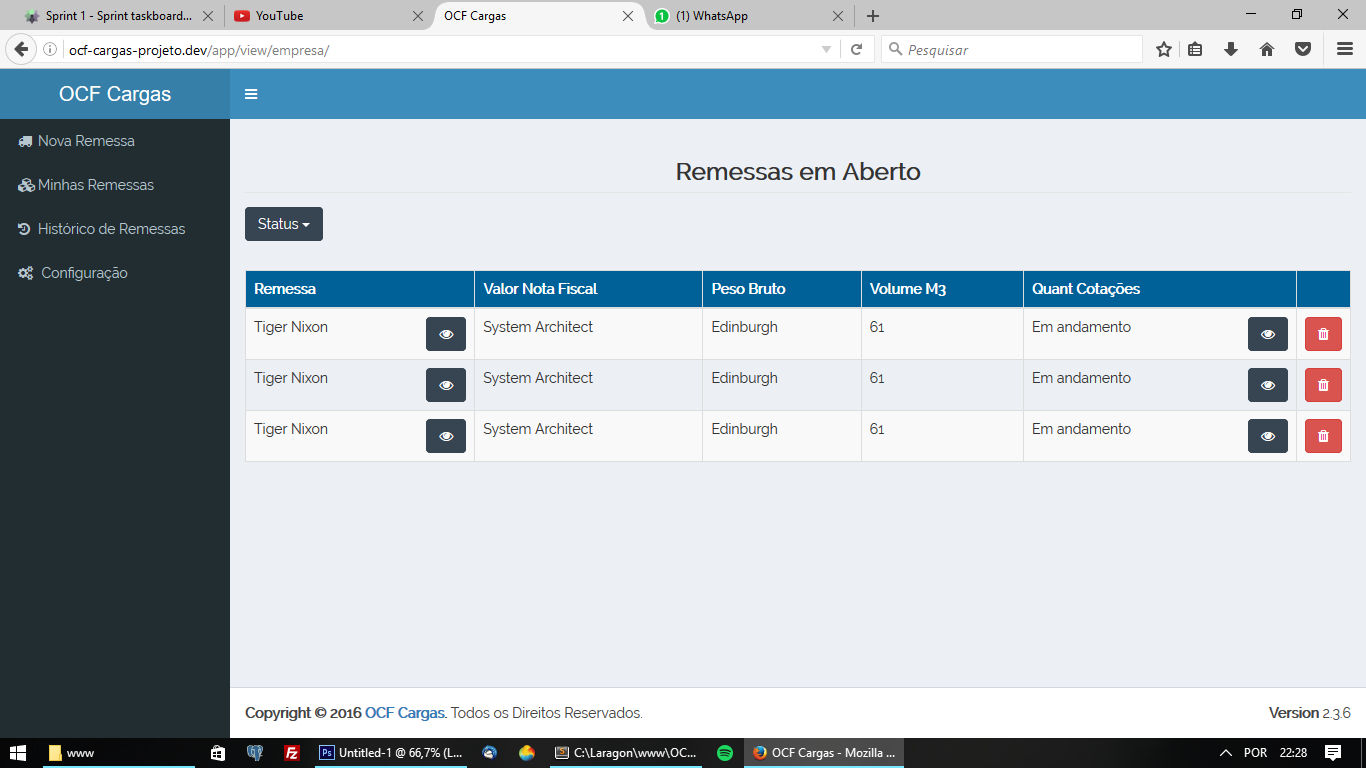 Sprint 1 - Sprint taskboard...
YouTube
OCF Cargas
(1) WhatsApp
ocf-cargas-projeto.dev/app/view/empresa/
Pesquisar
OCF Cargas
Nova Remessa
Minhas Remessas
Histórico de Remessas
Configuração
Remessas em Aberto
Status
Remessa Valor Nota Fiscal Peso Bruto Volume M3 Quant Cotações
Tiger Nixon System Architect Edinburgh 61 Em andamento
Tiger Nixon System Architect Edinburgh 61 Em andamento
Tiger Nixon System Architect Edinburgh 61 Em andamento
Copyright © 2016 OCF Cargas. Todos os Direitos Reservados.
Version 2.3.6
www
Untitled-1 @ 66,7% (L...
C:\Laragon\www\OC...
OCF Cargas - Mozilla ...
POR
22:28